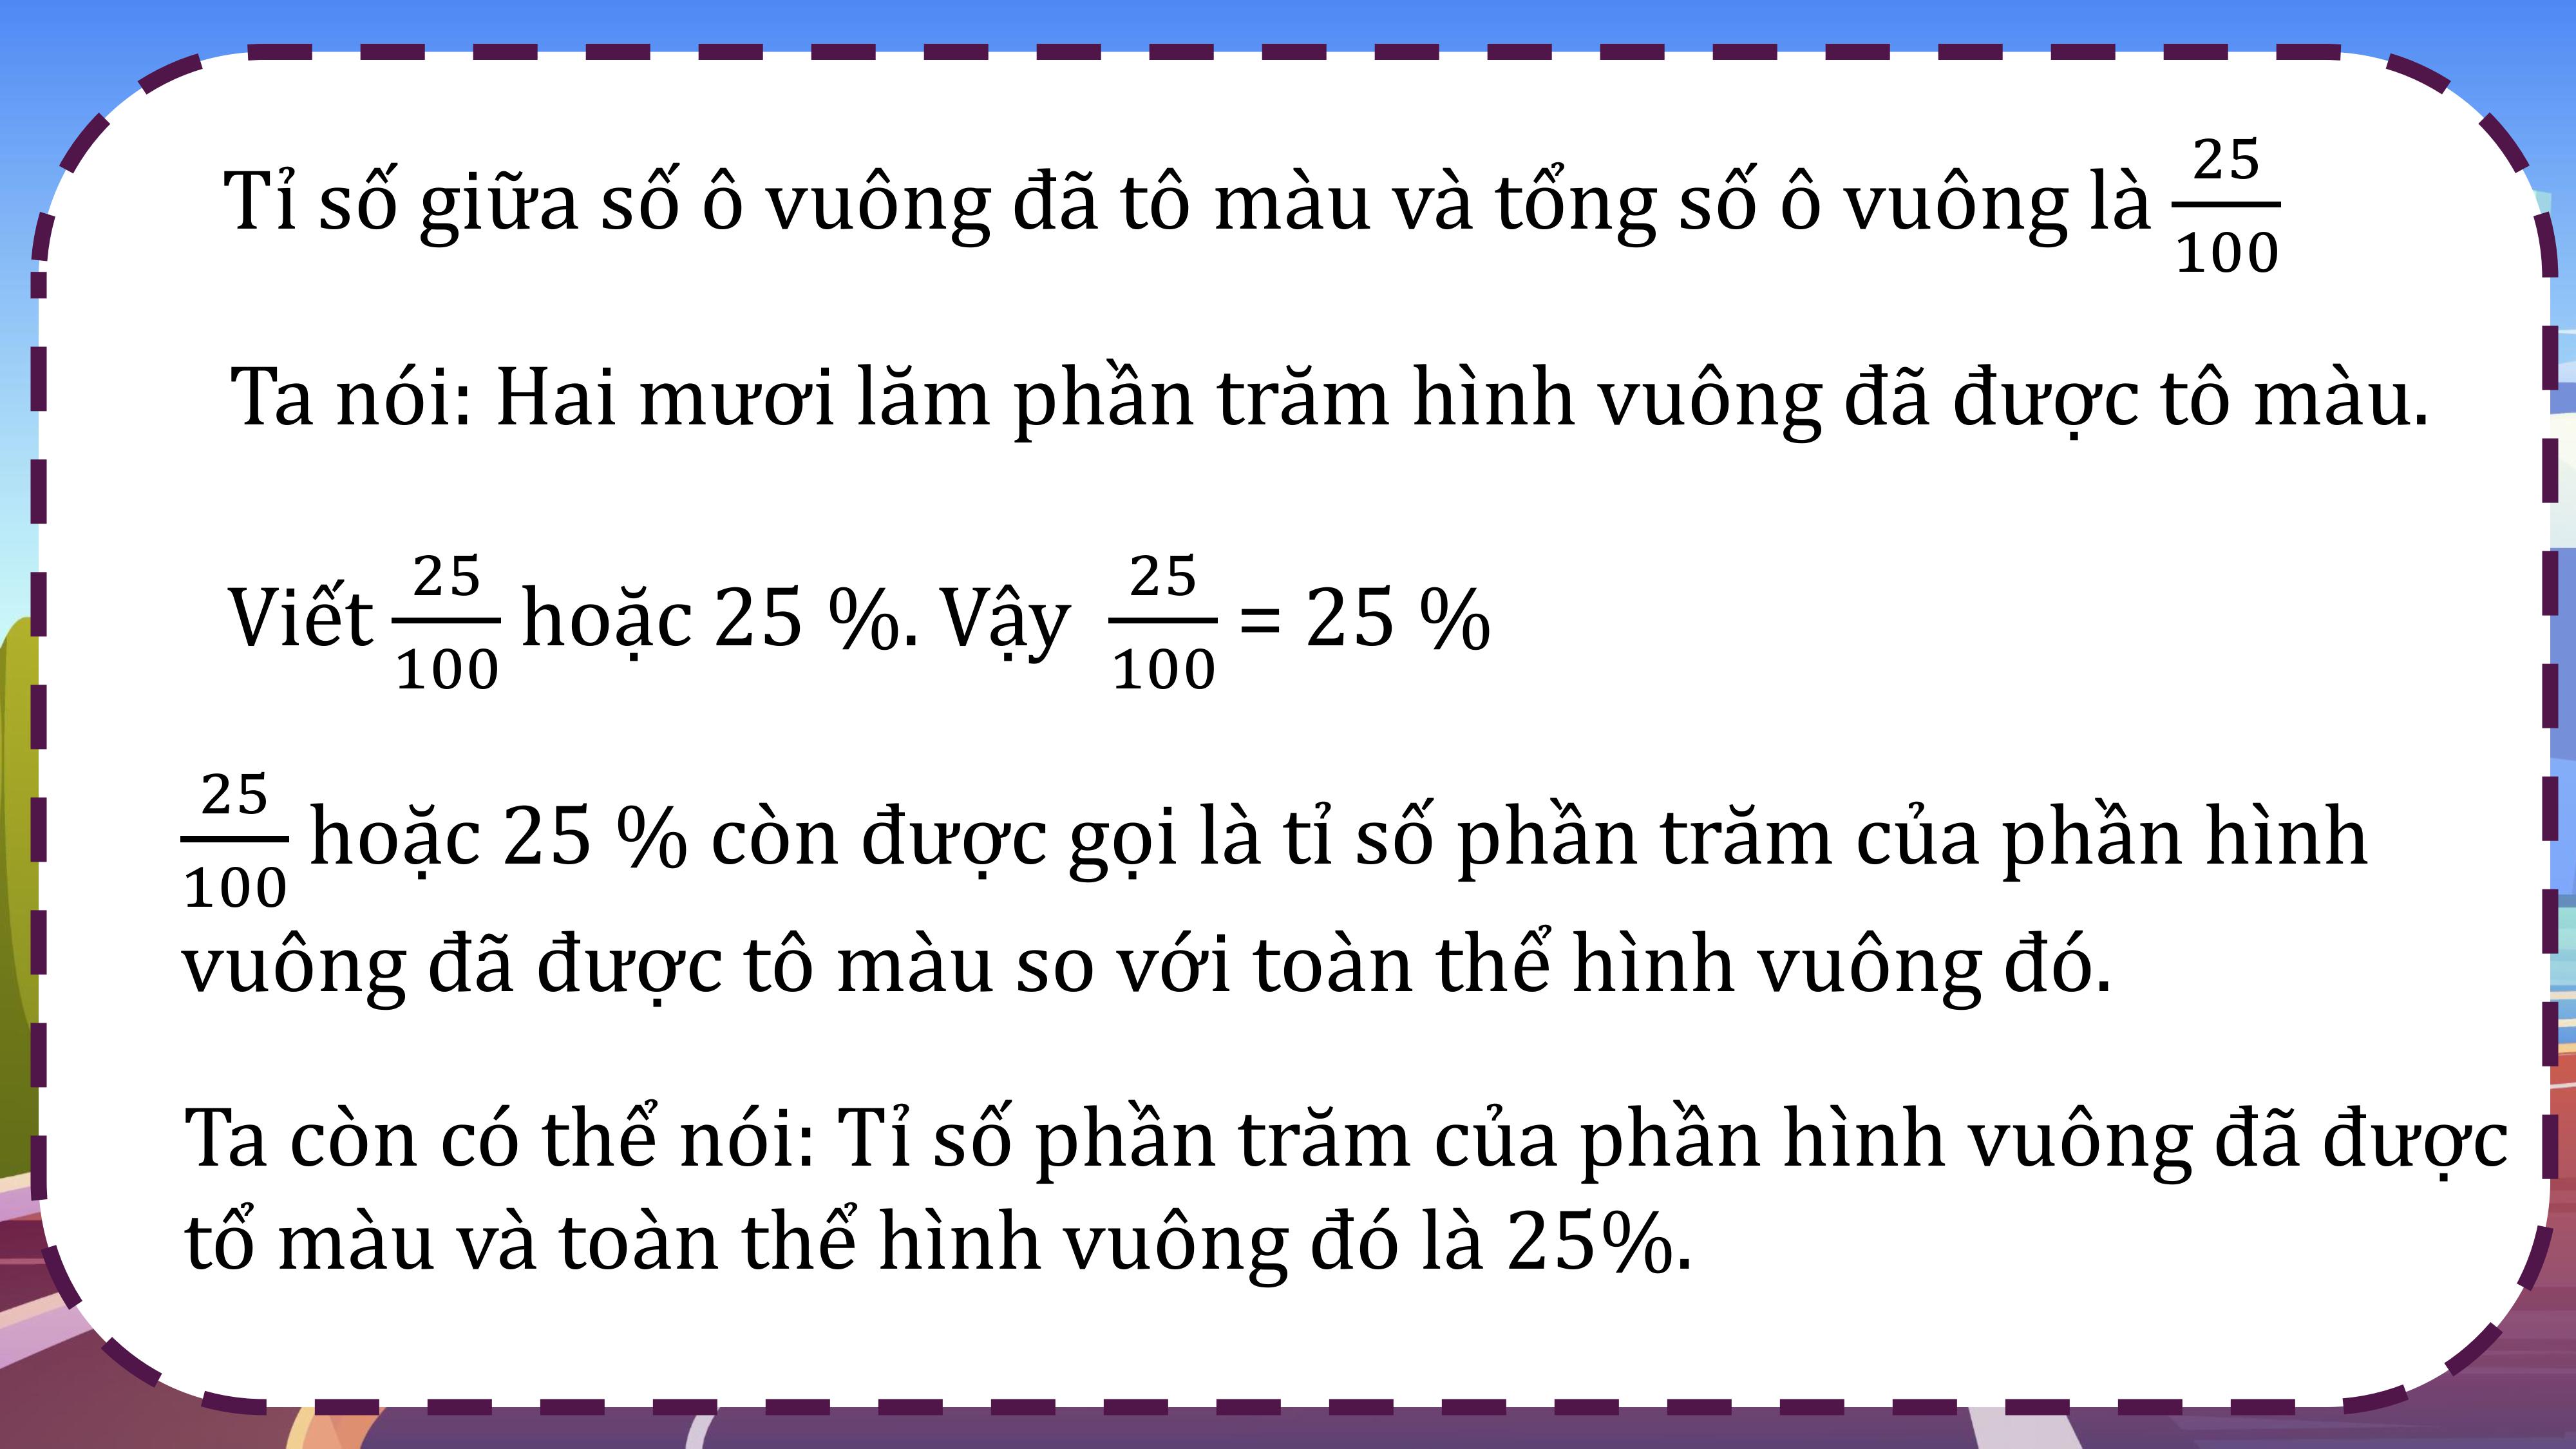 Tỉ số giữa số ô vuông đã tô màu và tổng số ô vuông là 25/100
Ta nói: Hai mươi lăm phần trăm hình vuông đã được tô màu.
Viết 25/100 hoặc 25 %. Vậy 25/100 = 25 %
25/100 hoặc 25 % còn được gọi là tỉ số phần trăm của phần hình
vuông đã được tô màu so với toàn thể hình vuông đó.
Ta còn có thể nói: Tỉ số phần trăm của phần hình vuông đã được
tổ màu và toàn thể hình vuông đó là 25%.